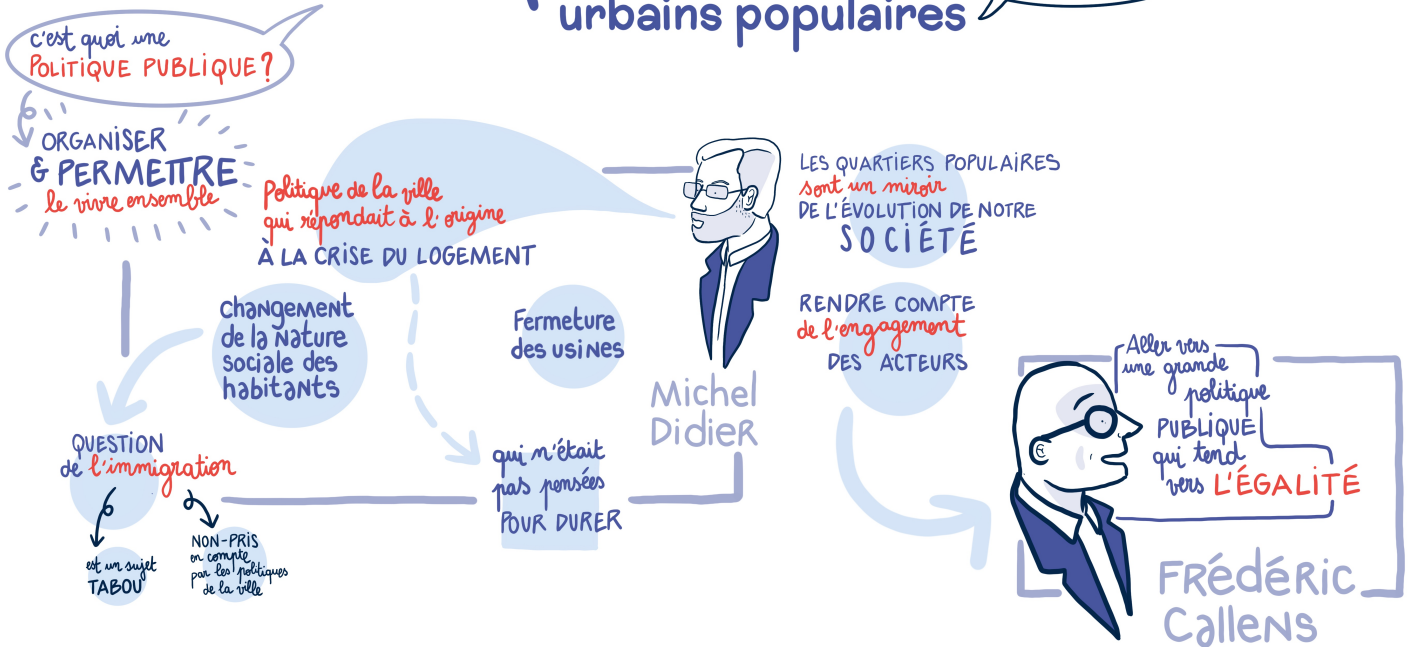 urbains populaires
c'est quoi une
POLITIQUE PUBLIQUE ?
ORGANISER
& PERMETTRE
le vivre ensemble
Politique de la ville
qui répondait à l'origine
À LA CRISE DU LOGEMENT
changement
de la nature
sociale des
habitants
Fermeture
des usines
QUESTION
de l'immigration
est un sujet
TABOU
NON-PRIS
en compte
par les politiques
de la ville
qui n'était
pas pensées
POUR DURER
Michel
Didier
LES QUARTIERS POPULAIRES
sont un miroir
DE L'ÉVOLUTION DE NOTRE
SOCIÉTÉ
RENDRE COMPTE
de l'engagement
DES ACTEURS
Aller vers
une grande
politique
PUBLIQUE
qui tend
vers L'ÉGALITÉ
Frédéric
Callens